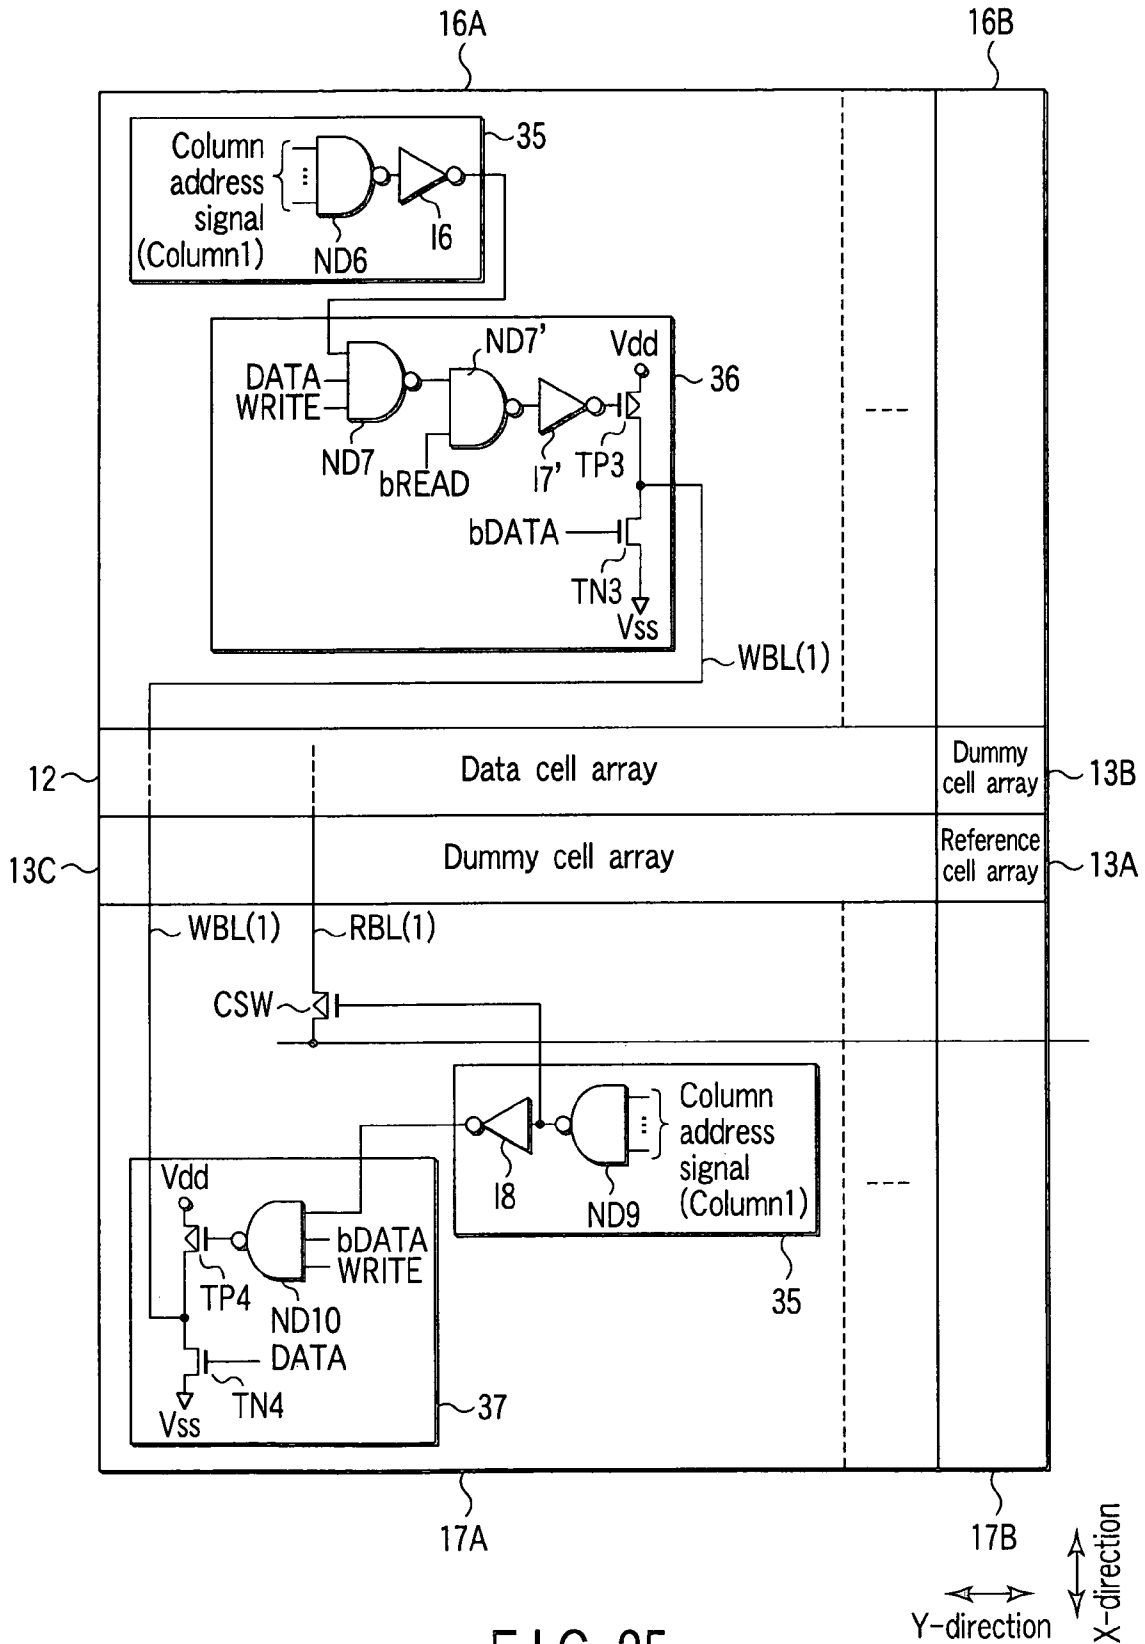 16A
16B
Column
address
signal
(Column1)
ND6
I6
35
ND7'
Vdd
DATA
WRITE
ND7
bREAD
I7'
TP3
36
bDATA
TN3
Vss
WBL(1)
12
Data cell array
Dummy
cell array
13B
13C
Dummy cell array
Reference
cell array
13A
WBL(1)
RBL(1)
CSW
I8
ND9
Column
address
signal
(Column1)
35
Vdd
bDATA
WRITE
TP4
ND10
DATA
TN4
Vss
37
17A
17B
X-direction
Y-direction